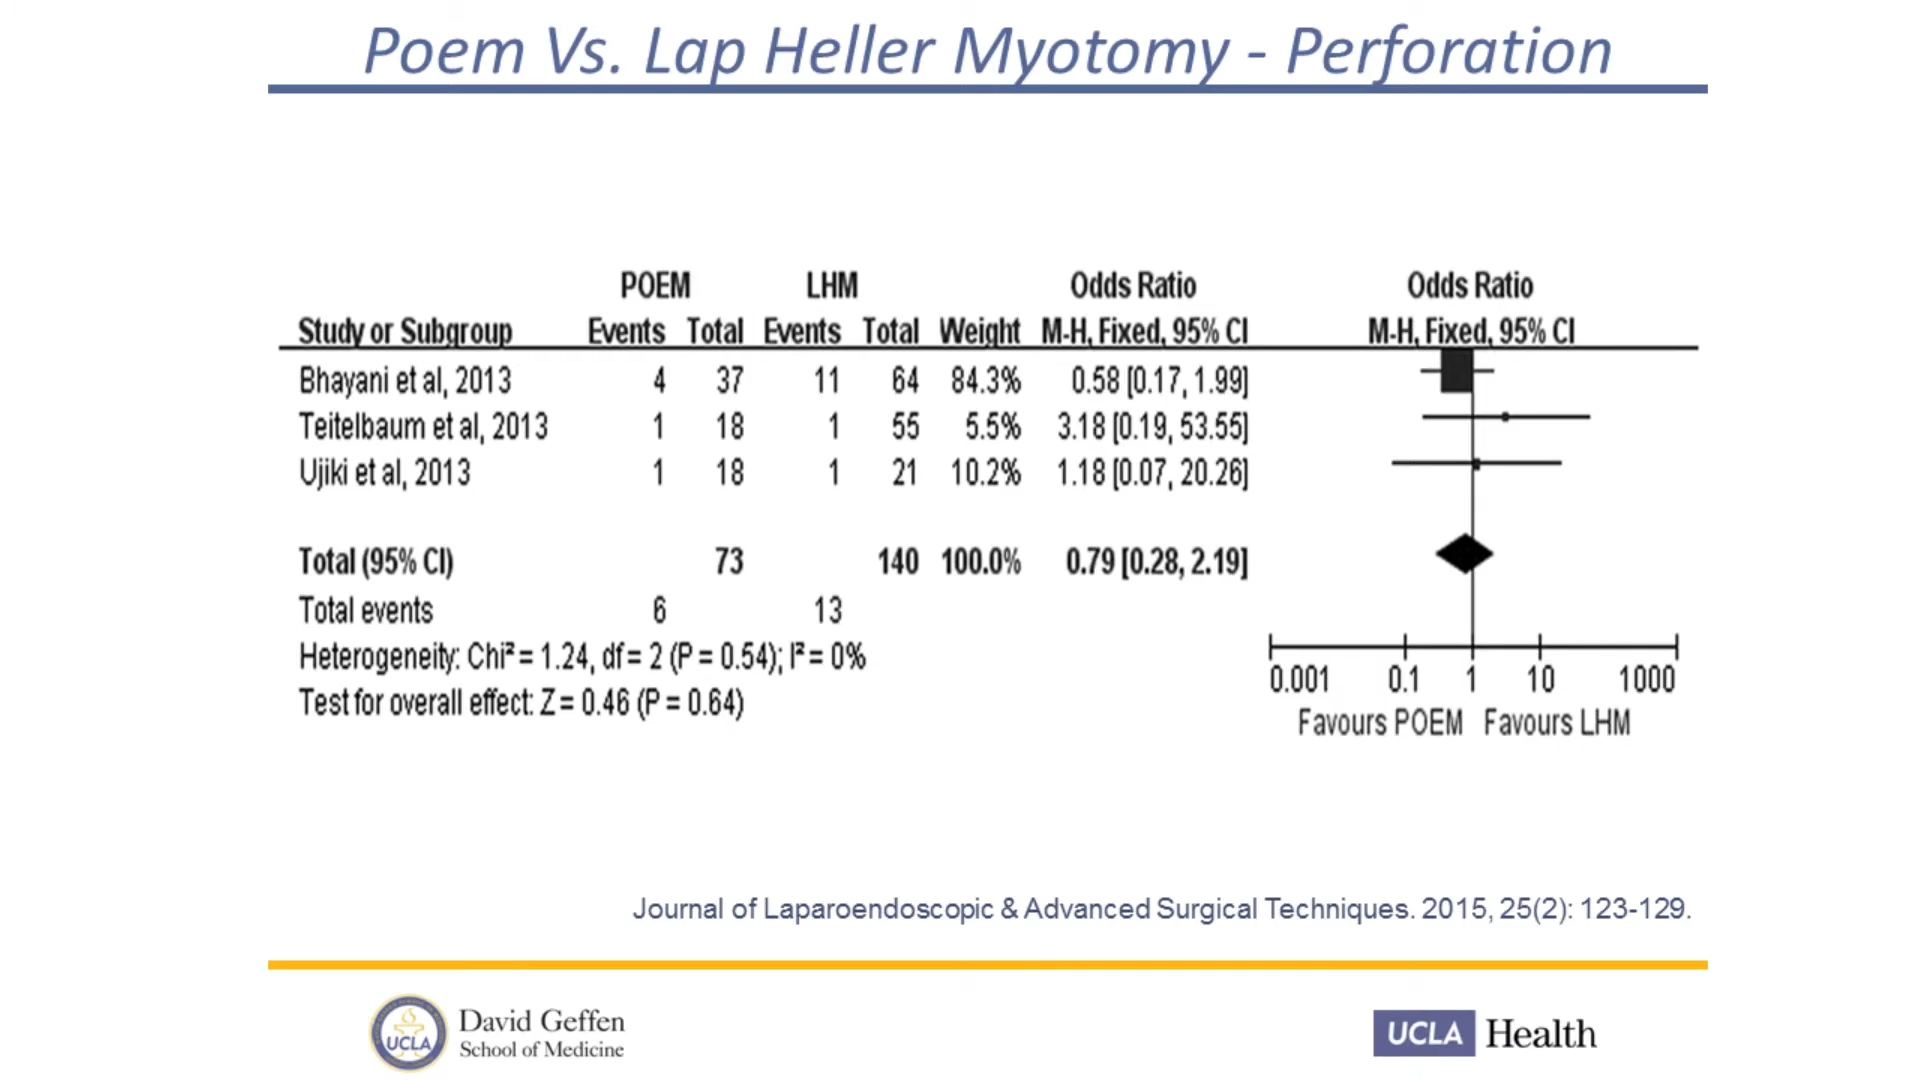 Poem Vs. Lap Heller Myotomy - Perforation
POEM LHM Odds Ratio Odds Ratio
Study or Subgroup Events Total Events Total Weight M-H, Fixed, 95% CI M-H, Fixed, 95% CI
Bhayani et al, 2013 4 37 11 64 84.3% 0.58 [0.17, 1.99]
Teitelbaum et al, 2013 1 18 1 55 5.5% 3.18 [0.19, 53.55]
Ujiki et al, 2013 1 18 1 21 10.2% 1.18 [0.07, 20.26]
Total (95% CI) 73 140 100.0% 0.79 [0.28, 2.19]
Total events 6 13
Heterogeneity: Chi² = 1.24, df = 2 (P = 0.54); I² = 0%
Test for overall effect: Z = 0.46 (P = 0.64)
0.001 0.1 1 10 1000
Favours POEM Favours LHM
Journal of Laparoendoscopic & Advanced Surgical Techniques. 2015, 25(2): 123-129.
UCLA
David Geffen
School of Medicine
UCLA Health